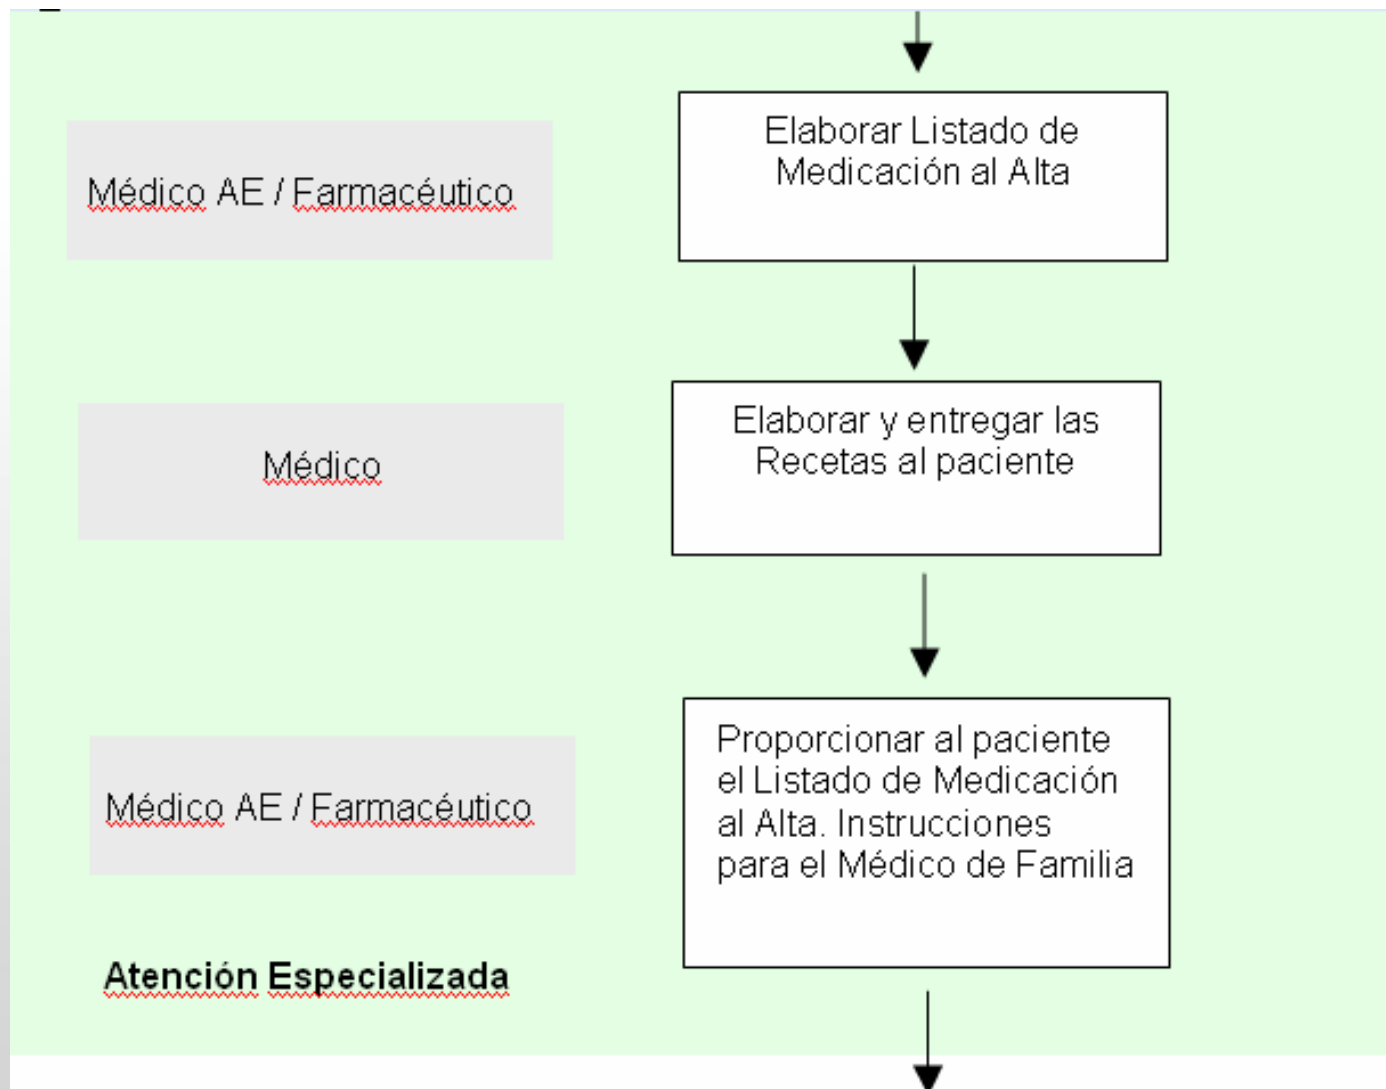 Elaborar Listado de
Medicación al Alta
Médico AE / Farmacéutico
Elaborar y entregar las
Recetas al paciente
Médico
Proporcionar al paciente
el Listado de Medicación
al Alta. Instrucciones
para el Médico de Familia
Médico AE / Farmacéutico
Atención Especializada